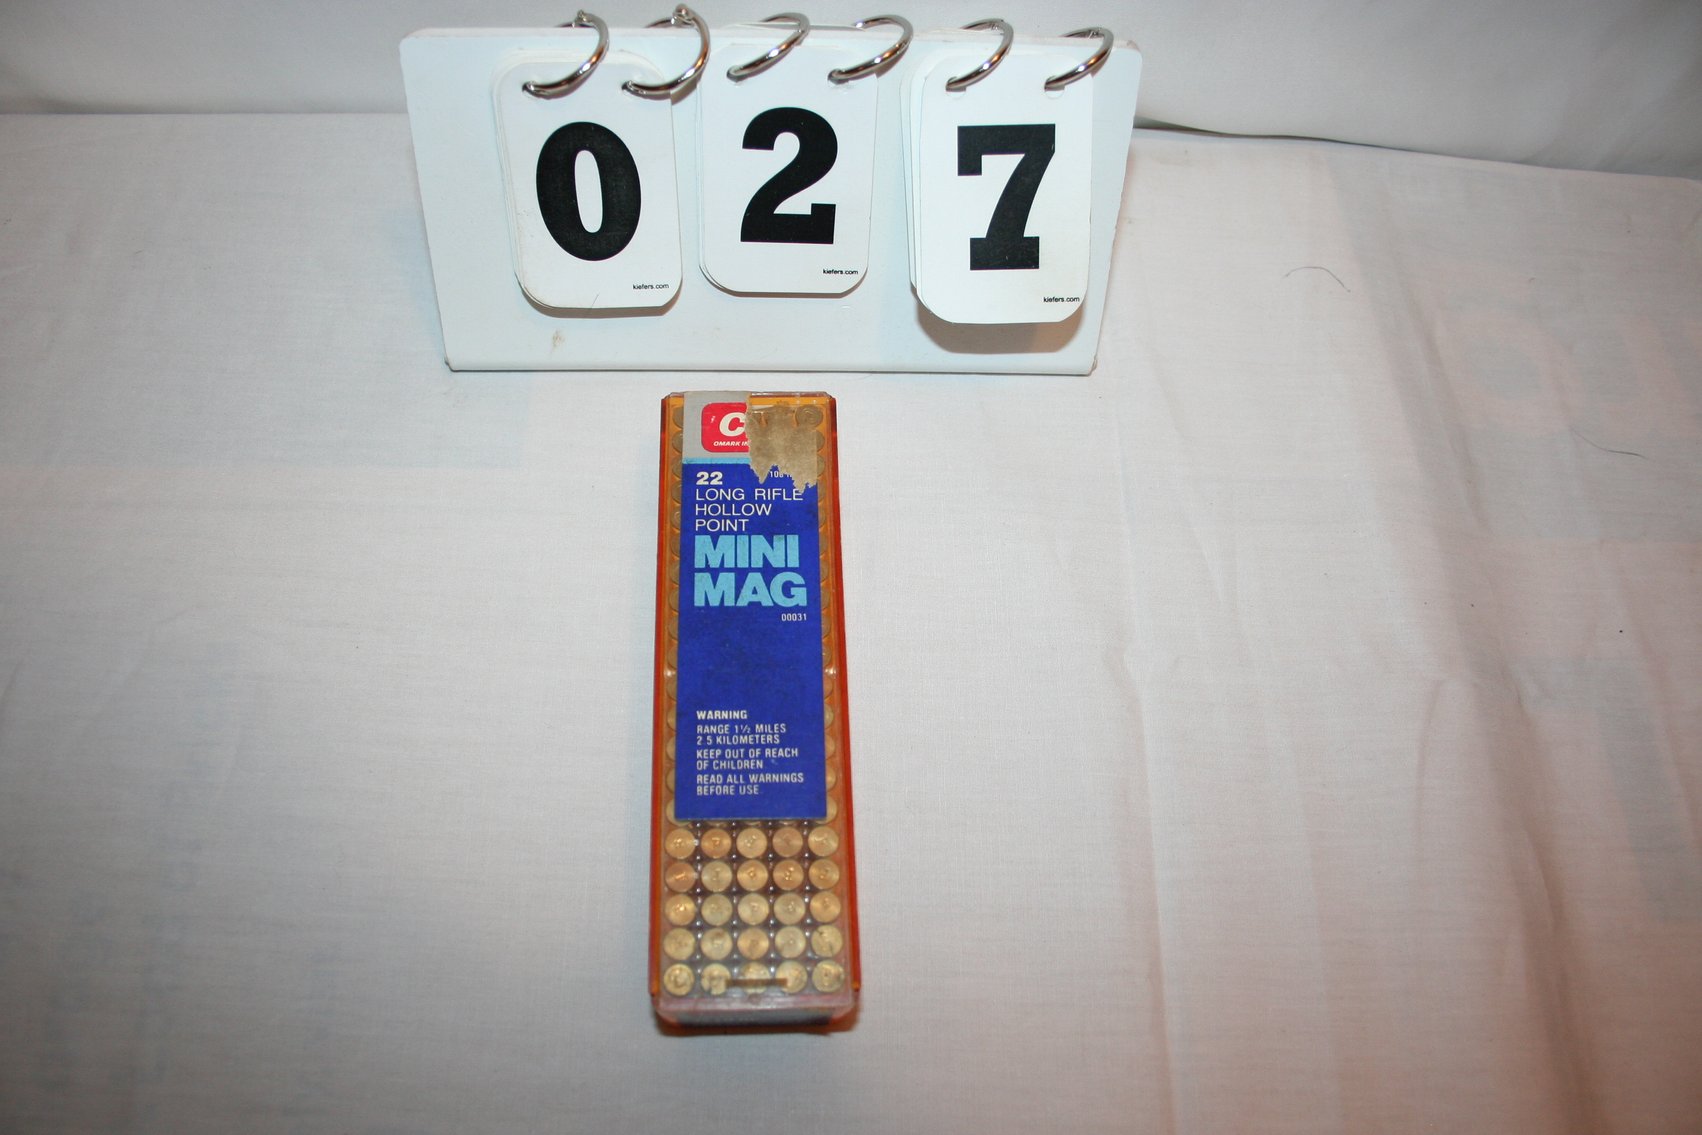 0 2 7
kiefers.com kiefers.com kiefers.com
OMARK
22
LONG RIFLE
HOLLOW
POINT
MINI
MAG
00031
WARNING
RANGE 1½ MILES
2 5 KILOMETERS
KEEP OUT OF REACH
OF CHILDREN
READ ALL WARNINGS
BEFORE USE